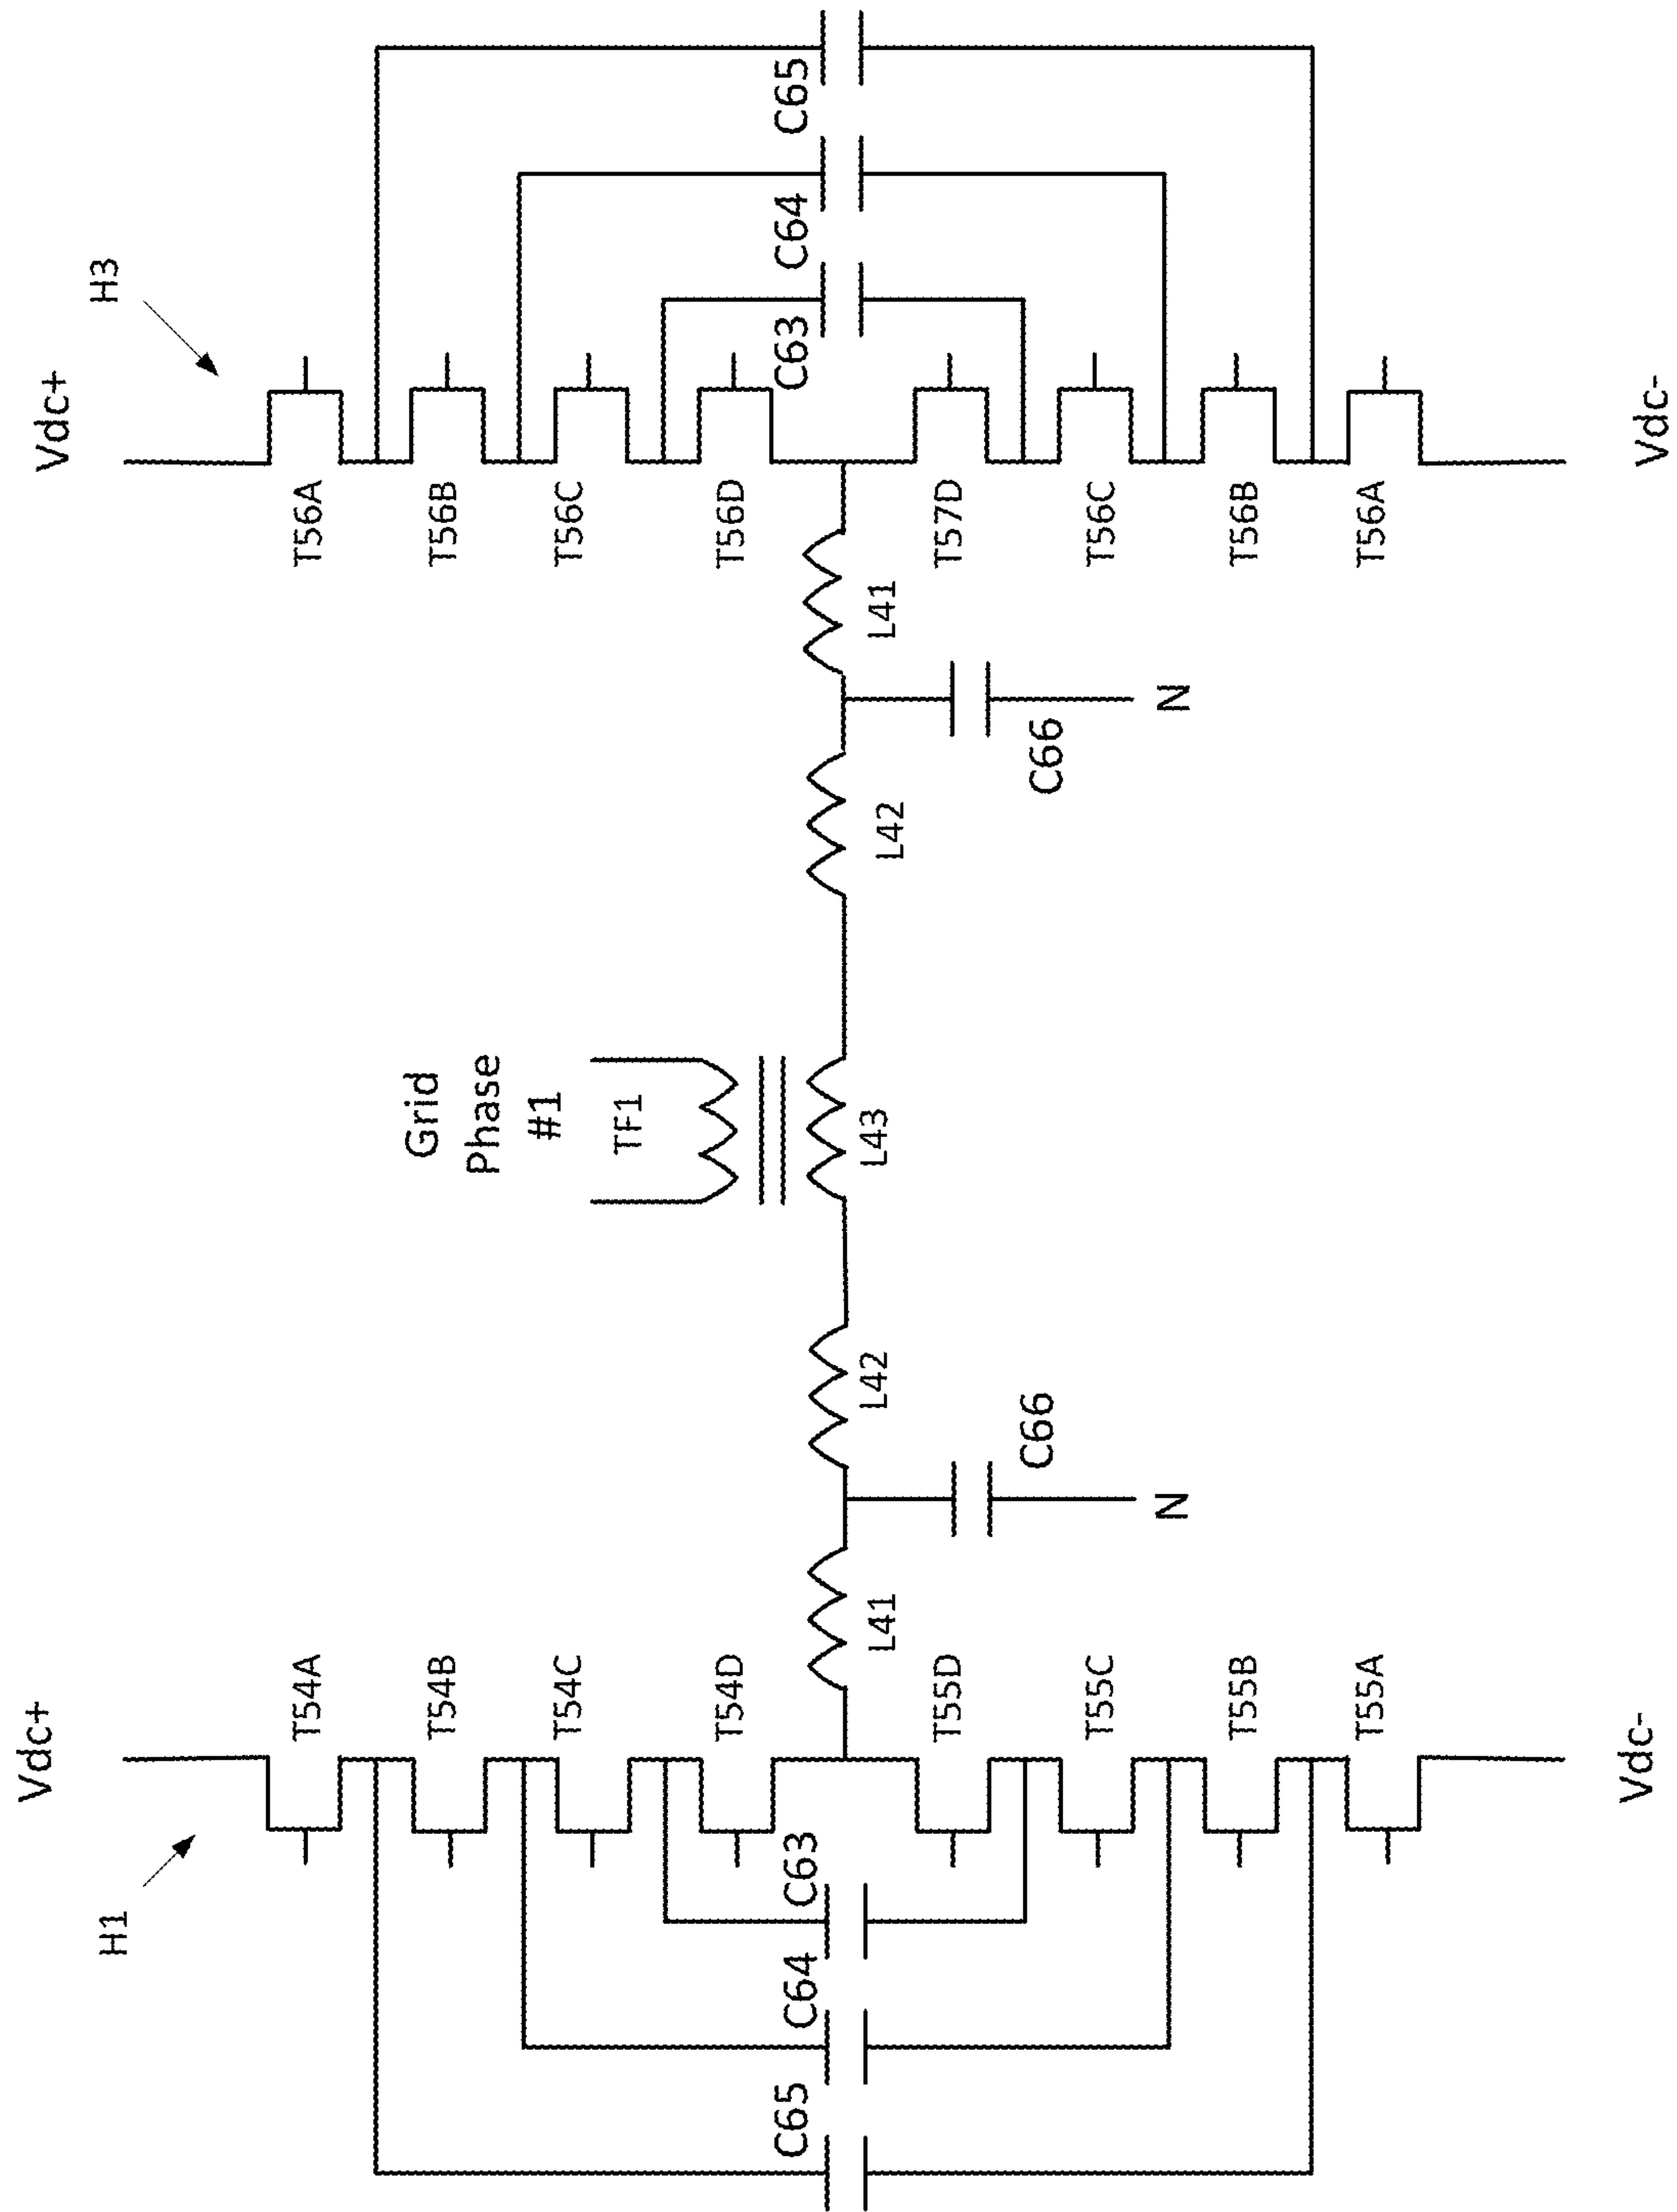 Vdc+
Vdc+
H1
H3
T54A
T54B
T54C
T54D
T55D
T55C
T55B
T55A
C65
C64
C63
L41
C66
N
L42
Grid
Phase
#1
TF1
L43
L42
C66
N
L41
T56A
T56B
T56C
T56D
T57D
T56C
T56B
T56A
C63
C64
C65
Vdc-
Vdc-